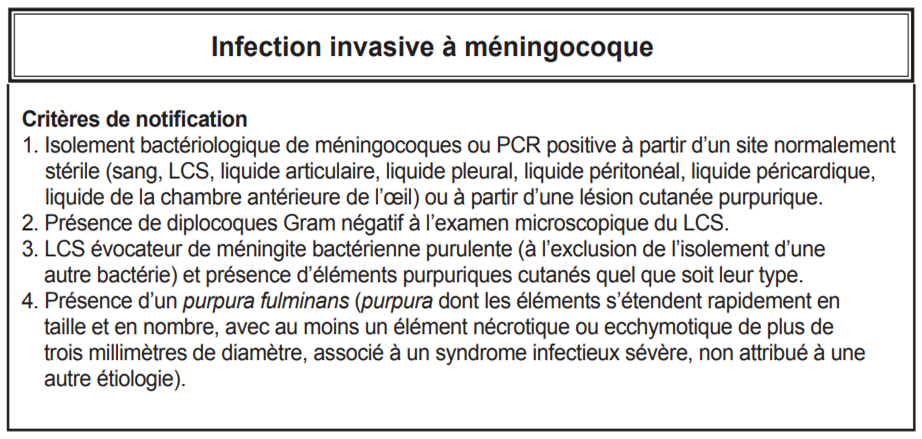 Infection invasive à méningocoque
Critères de notification
1. Isolement bactériologique de méningocoques ou PCR positive à partir d’un site normalement
stérile (sang, LCS, liquide articulaire, liquide pleural, liquide péritonéal, liquide péricardique,
liquide de la chambre antérieure de l’œil) ou à partir d’une lésion cutanée purpurique.
2. Présence de diplocoques Gram négatif à l’examen microscopique du LCS.
3. LCS évocateur de méningite bactérienne purulente (à l’exclusion de l’isolement d’une
autre bactérie) et présence d’éléments purpuriques cutanés quel que soit leur type.
4. Présence d’un purpura fulminans (purpura dont les éléments s’étendent rapidement en
taille et en nombre, avec au moins un élément nécrotique ou ecchymotique de plus de
trois millimètres de diamètre, associé à un syndrome infectieux sévère, non attribué à une
autre étiologie).